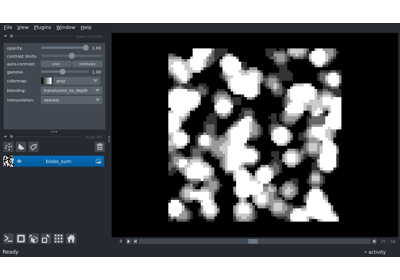 File View Plugins Window Help
opacity: 1.00
contrast limits:
auto-contrast: once continuous
gamma: 1.00
colormap: gray
blending: translucent_no_depth
interpolation: nearest
blobs_sum
Ready
activity